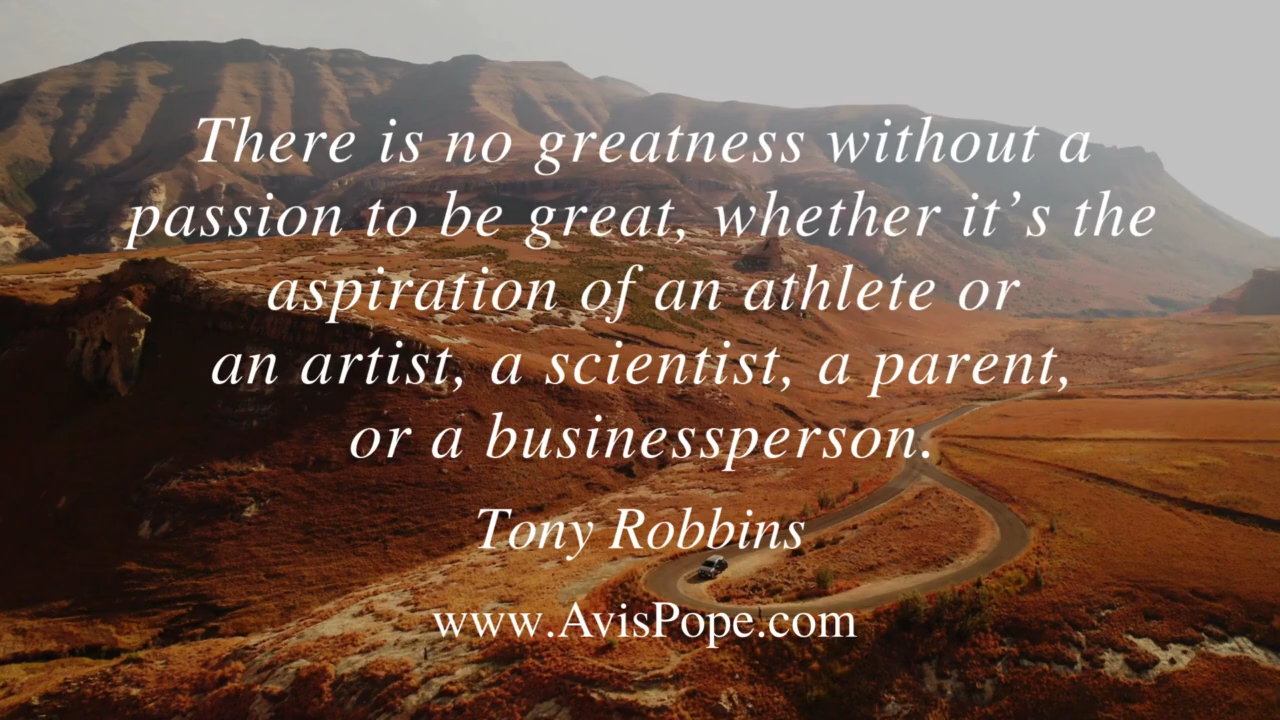 There is no greatness without a
passion to be great, whether it’s the
aspiration of an athlete or
an artist, a scientist, a parent,
or a businessperson.
Tony Robbins
www.AvisPope.com